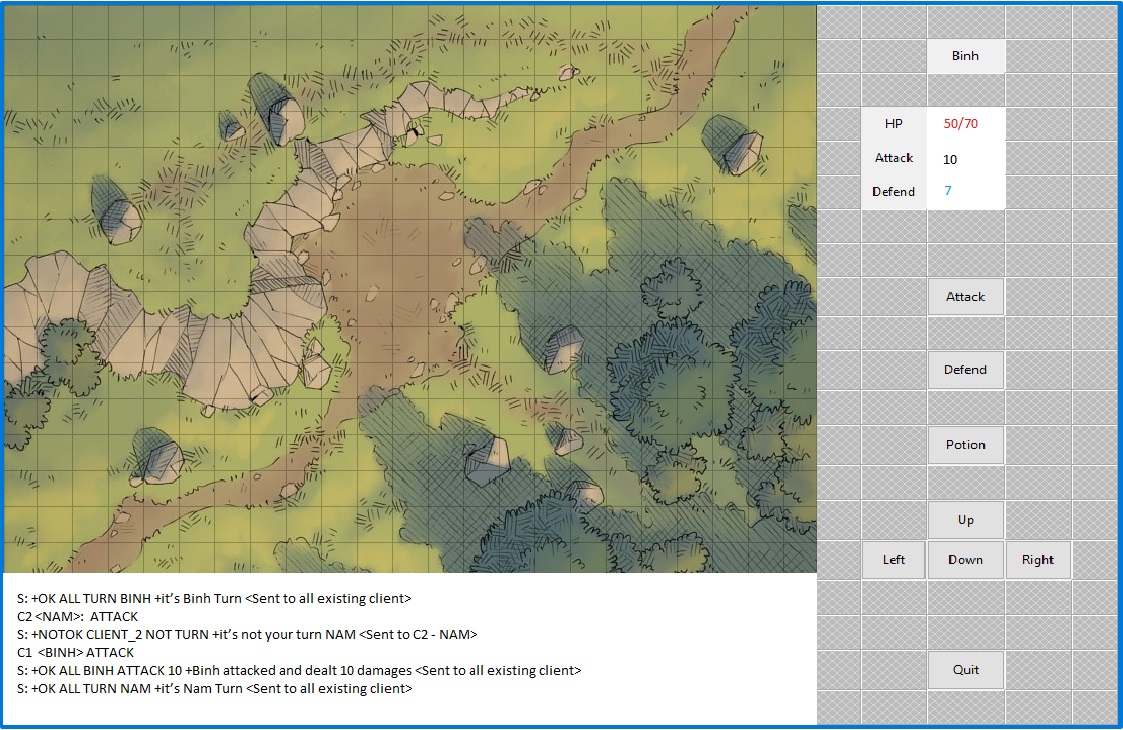 Binh
HP 50/70
Attack 10
Defend 7
Attack
Defend
Potion
Up
Left Down Right
Quit
S: +OK ALL TURN BINH +it's Binh Turn <Sent to all existing client>
C2 <NAM>: ATTACK
S: +NOTOK CLIENT_2 NOT TURN +it's not your turn NAM <Sent to C2 - NAM>
C1 <BINH> ATTACK
S: +OK ALL BINH ATTACK 10 +Binh attacked and dealt 10 damages <Sent to all existing client>
S: +OK ALL TURN NAM +it's Nam Turn <Sent to all existing client>